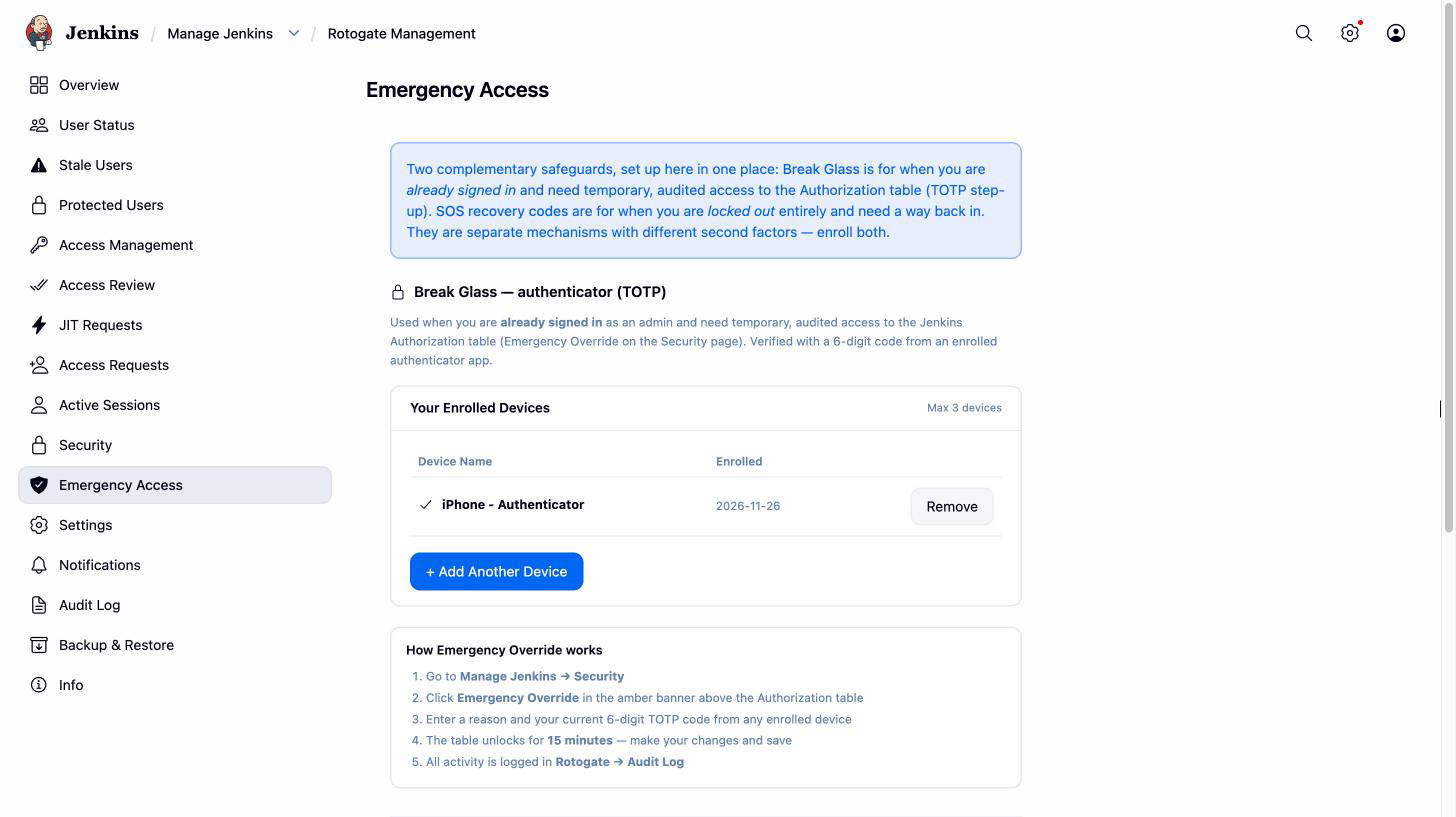 Jenkins / Manage Jenkins / Rotogate Management
Overview
User Status
Stale Users
Protected Users
Access Management
Access Review
JIT Requests
Access Requests
Active Sessions
Security
Emergency Access
Settings
Notifications
Audit Log
Backup & Restore
Info
Emergency Access
Two complementary safeguards, set up here in one place: Break Glass is for when you are
already signed in and need temporary, audited access to the Authorization table (TOTP step-
up). SOS recovery codes are for when you are locked out entirely and need a way back in.
They are separate mechanisms with different second factors — enroll both.
Break Glass — authenticator (TOTP)
Used when you are already signed in as an admin and need temporary, audited access to the Jenkins
Authorization table (Emergency Override on the Security page). Verified with a 6-digit code from an enrolled
authenticator app.
Your Enrolled Devices Max 3 devices
Device Name Enrolled
iPhone - Authenticator 2026-11-26 Remove
+ Add Another Device
How Emergency Override works
1. Go to Manage Jenkins → Security
2. Click Emergency Override in the amber banner above the Authorization table
3. Enter a reason and your current 6-digit TOTP code from any enrolled device
4. The table unlocks for 15 minutes — make your changes and save
5. All activity is logged in Rotogate → Audit Log